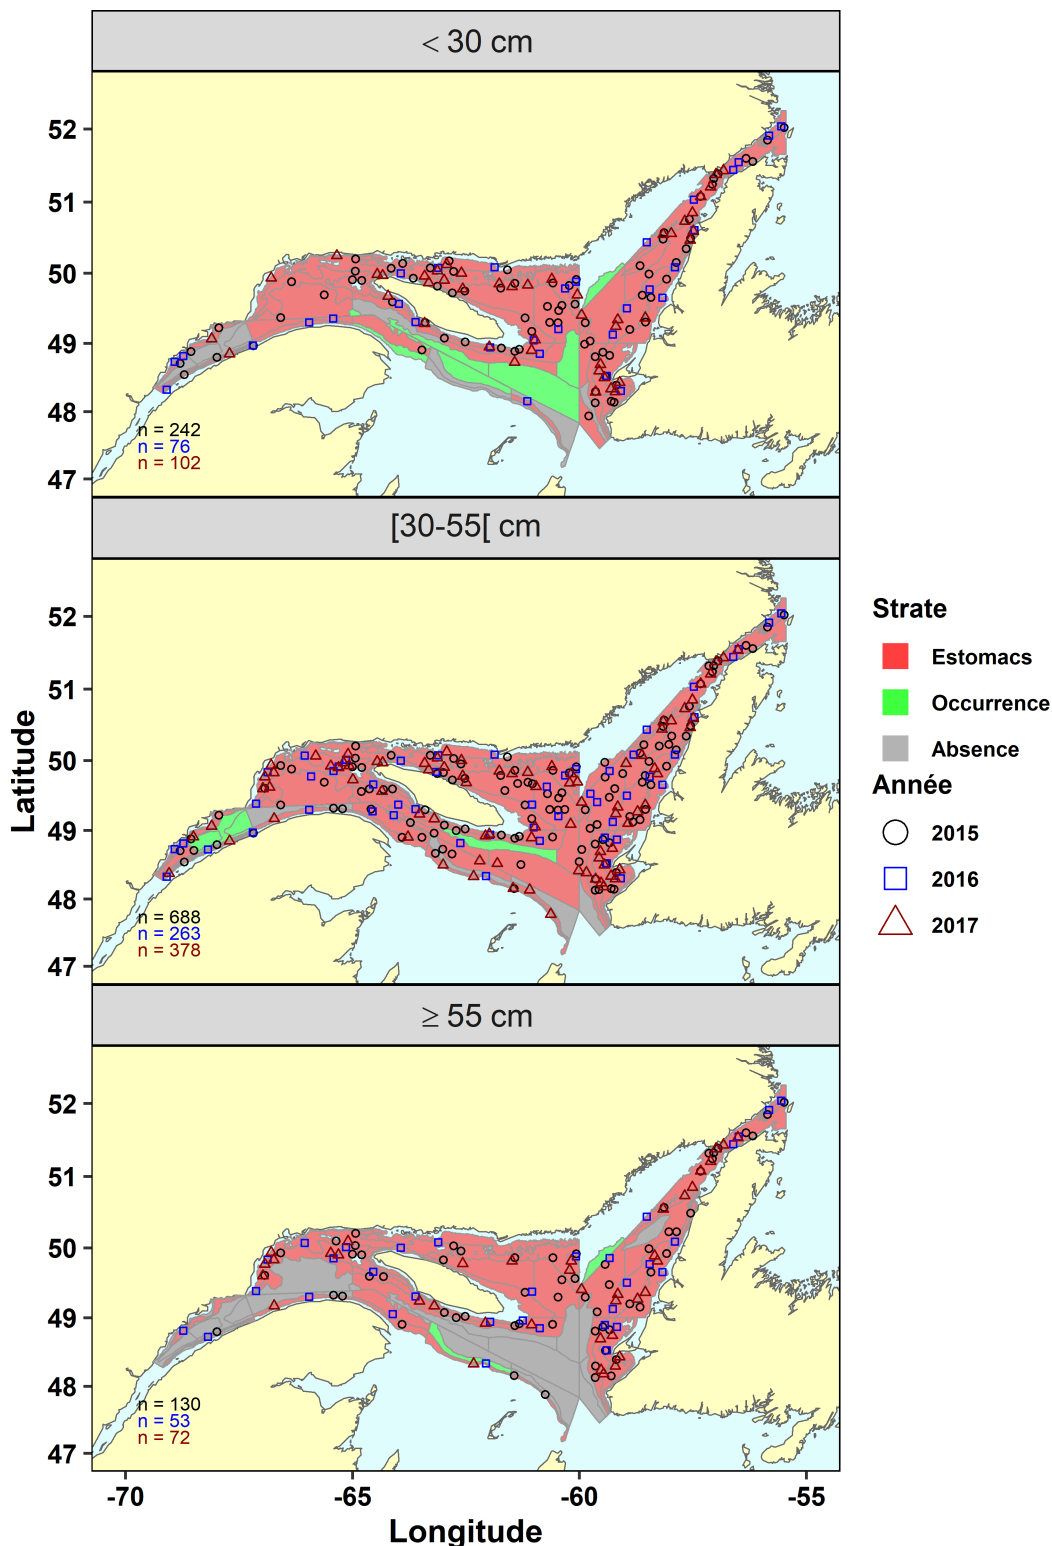 < 30 cm
52
51
50
49
48
47
n = 242
n = 76
n = 102
[30-55[ cm
52
51
50
49
48
47
n = 688
n = 263
n = 378
≥ 55 cm
52
51
50
49
48
47
n = 130
n = 53
n = 72
-70
-65
-60
-55
Longitude
Latitude
Strate
Estomacs
Occurrence
Absence
Année
2015
2016
2017